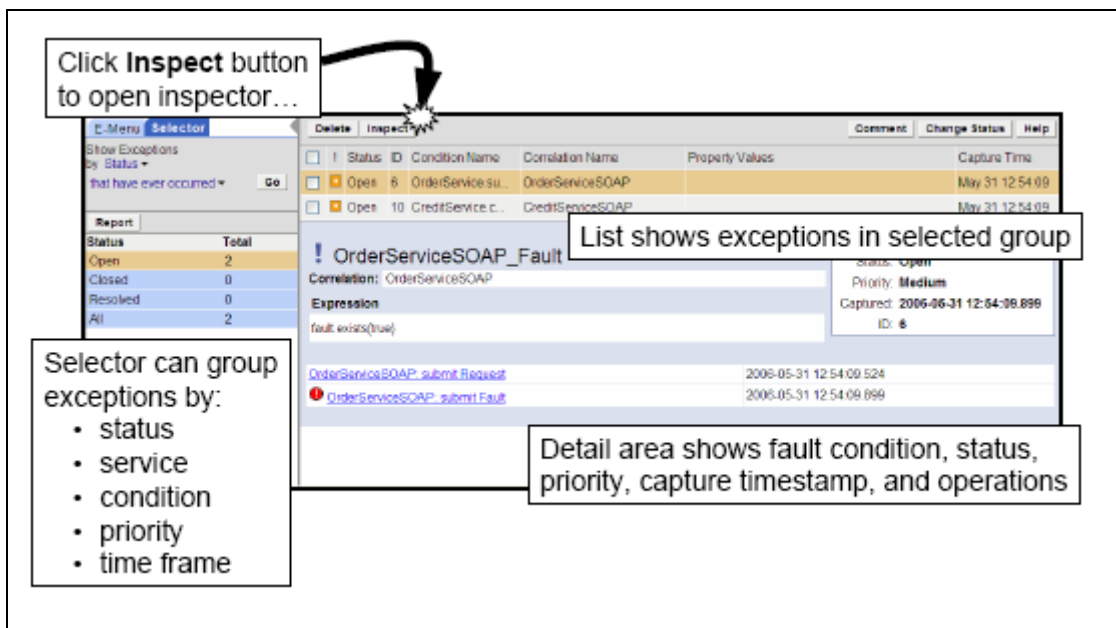 Click Inspect button
to open inspector…
E-Menu Selector
Delete Inspect
Comment Change Status Help
Show Exceptions
by Status
that have ever occurred Go
! Status ID Condition Name Correlation Name Property Values Capture Time
Open 6 OrderService.su... OrderServiceSOAP May 31 12:54:09
Open 10 CreditService.c... CreditServiceSOAP May 31 12:54:09
Report
Status Total
Open 2
Closed 0
Resolved 0
All 2
List shows exceptions in selected group
! OrderServiceSOAP_Fault
Correlation: OrderServiceSOAP
Expression
fault.exists(true)
Status: Open
Priority: Medium
Captured: 2006-05-31 12:54:09.899
ID: 6
OrderServiceSOAP: submit Request 2006-05-31 12:54:09.524
OrderServiceSOAP: submit Fault 2006-05-31 12:54:09.899
Selector can group
exceptions by:
• status
• service
• condition
• priority
• time frame
Detail area shows fault condition, status,
priority, capture timestamp, and operations